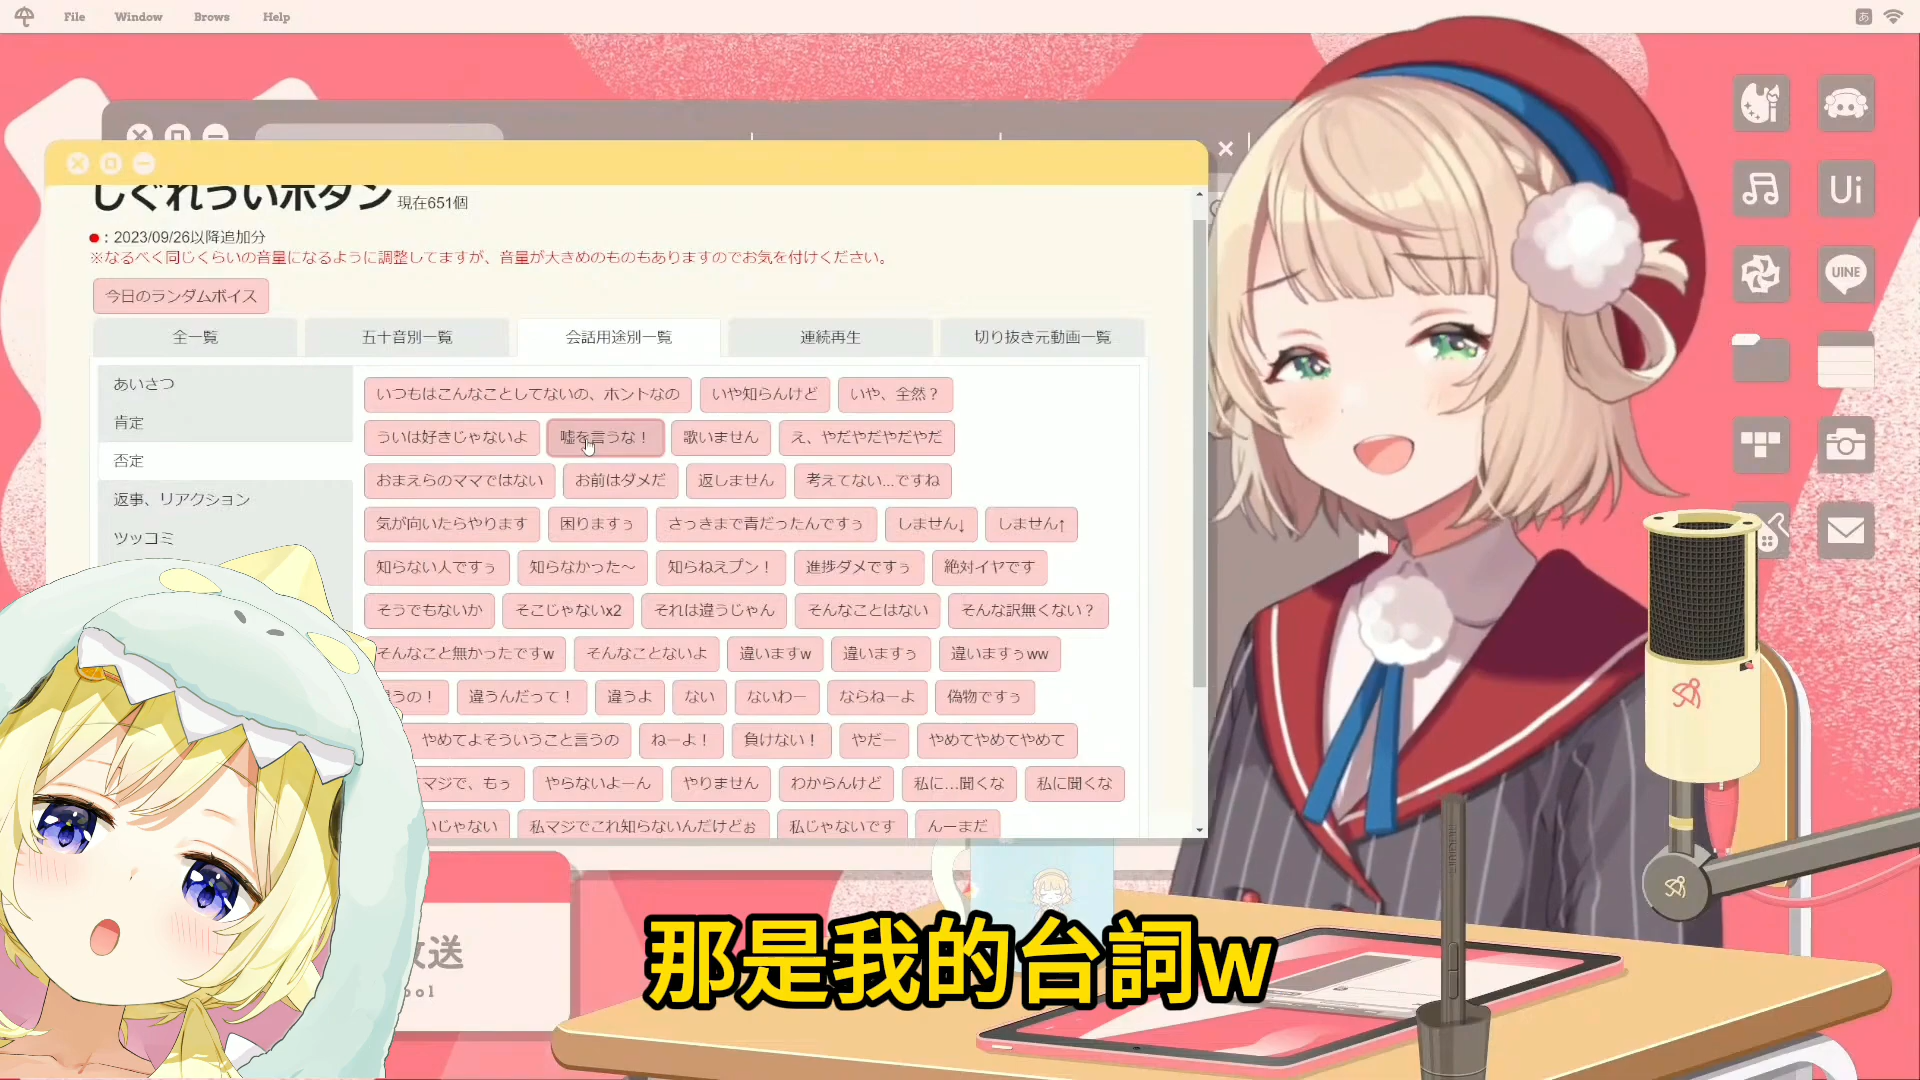 File Window Brows Help
あ
しぐれういボタン 現在651個
●：2023/09/26以降追加分
※なるべく同じくらいの音量になるように調整してますが、音量が大きめのものもありますのでお気を付けください。
今日のランダムボイス
全一覧 五十音別一覧 会話用途別一覧 連続再生 切り抜き元動画一覧
あいさつ
肯定
否定
返事、リアクション
ツッコミ
いつもはこんなことしてないの、ホントなの いや知らんけど いや、全然？
ういは好きじゃないよ 嘘を言うな！ 歌いません え、やだやだやだやだ
おまえらのママではない お前はダメだ 返しません 考えてない...ですね
気が向いたらやります 困りますぅ さっきまで青だったんですぅ しません↓ しません↑
知らない人ですぅ 知らなかった～ 知らねえプン！ 進捗ダメですぅ 絶対イヤです
そうでもないか そこじゃないx2 それは違うじゃん そんなことはない そんな訳無くない？
そんなこと無かったですw そんなことないよ 違いますw 違いますぅ 違いますぅww
うの！ 違うんだって！ 違うよ ない ないわー ならねーよ 偽物ですぅ
やめてよそういうこと言うの ねーよ！ 負けない！ やだー やめてやめてやめて
マジで、もぅ やらないよーん やりません わからんけど 私に...聞くな 私に聞くな
いじゃない 私マジでこれ知らないんだけどぉ 私じゃないです んーまだ
Ui
UINE
放送
ool
那是我的台詞w